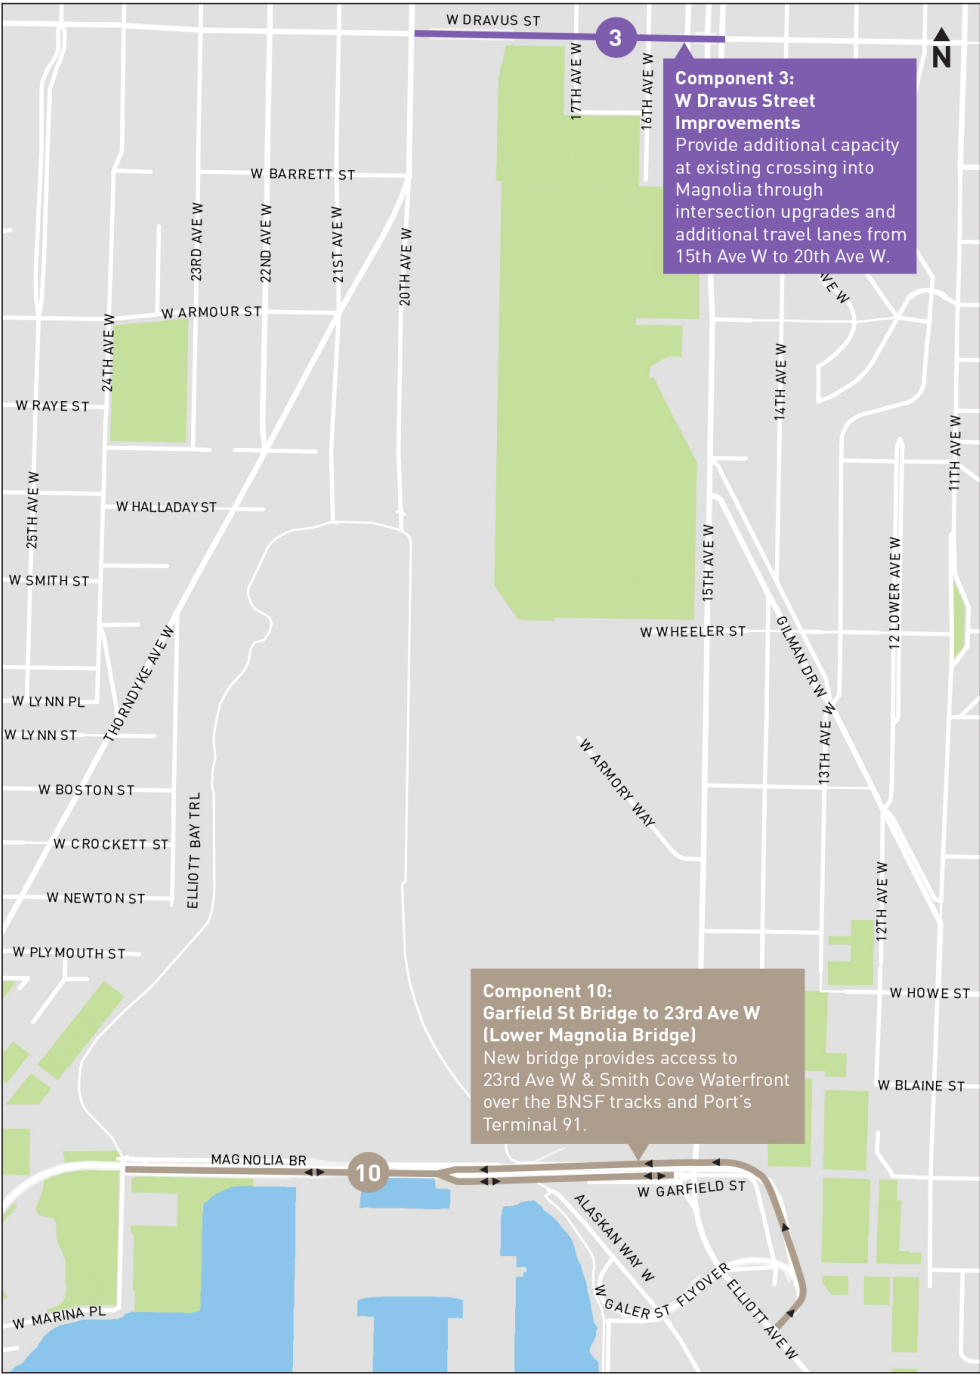 W DRAVUS ST
3
N
17TH AVE W
16TH AVE W
Component 3:
W Dravus Street
Improvements
Provide additional capacity
at existing crossing into
Magnolia through
intersection upgrades and
additional travel lanes from
15th Ave W to 20th Ave W.
W BARRETT ST
23RD AVE W
22ND AVE W
21ST AVE W
20TH AVE W
AVE W
W ARMOUR ST
24TH AVE W
14TH AVE W
W RAYE ST
11TH AVE W
25TH AVE W
W HALLADAY ST
15TH AVE W
12 LOWER AVE W
W SMITH ST
W WHEELER ST
GILMAN DR W
THORNDYKE AVE W
W LYNN PL
W LYNN ST
13TH AVE W
W ARMORY WAY
W BOSTON ST
ELLIOTT BAY TRL
W CROCKETT ST
W NEWTON ST
12TH AVE W
W PLYMOUTH ST
W HOWE ST
Component 10:
Garfield St Bridge to 23rd Ave W
(Lower Magnolia Bridge)
New bridge provides access to
23rd Ave W & Smith Cove Waterfront
over the BNSF tracks and Port's
Terminal 91.
W BLAINE ST
MAGNOLIA BR
10
W GARFIELD ST
ALASKAN WAY W
W GALER ST FLYOVER
ELLIOTT AVE W
W MARINA PL